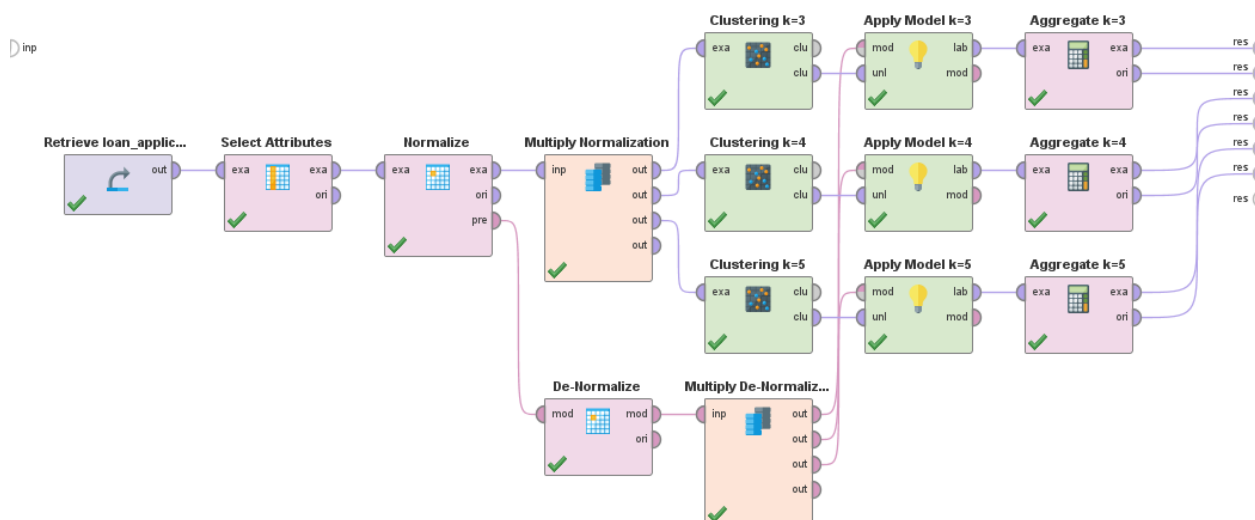 Clustering k=3
Apply Model k=3
Aggregate k=3
inp
exa clu
clu
mod lab
unl mod
exa exa
ori
res
res
res
res
res
res
res
Retrieve loan_applic...
out
Select Attributes
exa exa
ori
Normalize
exa exa
ori
pre
Multiply Normalization
inp out
out
out
out
Clustering k=4
exa clu
clu
Apply Model k=4
mod lab
unl mod
Aggregate k=4
exa exa
ori
Clustering k=5
exa clu
clu
Apply Model k=5
mod lab
unl mod
Aggregate k=5
exa exa
ori
De-Normalize
mod mod
ori
Multiply De-Normaliz...
inp out
out
out
out